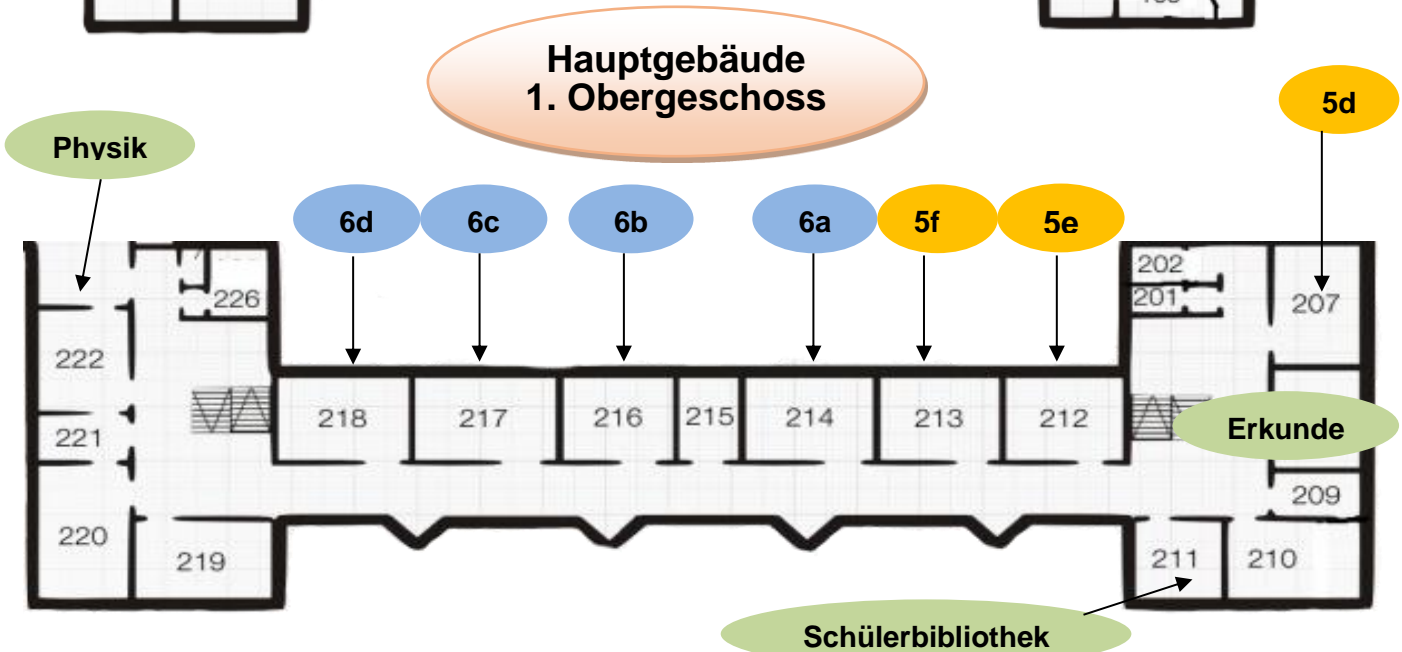 Hauptgebäude
1. Obergeschoss
5d
Physik
6d 6c 6b 6a 5f 5e
202
226 201 207
222
218 217 216 215 214 213 212
221 Erkunde
209
220 219 211 210
Schülerbibliothek